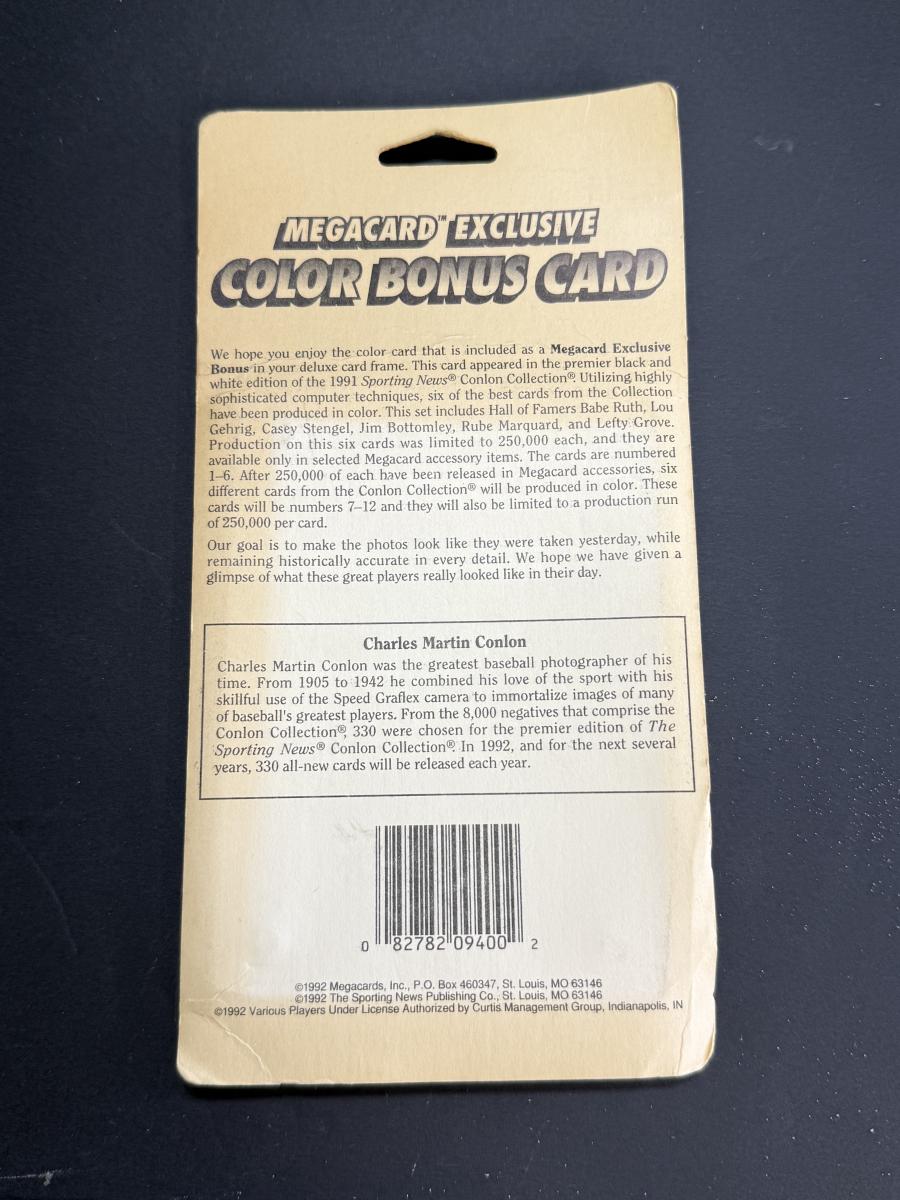 MEGACARD™ EXCLUSIVE
COLOR BONUS CARD
We hope you enjoy the color card that is included as a Megacard Exclusive
Bonus in your deluxe card frame. This card appeared in the premier black and
white edition of the 1991 Sporting News® Conlon Collection®. Utilizing highly
sophisticated computer techniques, six of the best cards from the Collection
have been produced in color. This set includes Hall of Famers Babe Ruth, Lou
Gehrig, Casey Stengel, Jim Bottomley, Rube Marquard, and Lefty Grove.
Production on this six cards was limited to 250,000 each, and they are
available only in selected Megacard accessory items. The cards are numbered
1–6. After 250,000 of each have been released in Megacard accessories, six
different cards from the Conlon Collection® will be produced in color. These
cards will be numbers 7–12 and they will also be limited to a production run
of 250,000 per card.
Our goal is to make the photos look like they were taken yesterday, while
remaining historically accurate in every detail. We hope we have given a
glimpse of what these great players really looked like in their day.
Charles Martin Conlon
Charles Martin Conlon was the greatest baseball photographer of his
time. From 1905 to 1942 he combined his love of the sport with his
skillful use of the Speed Graflex camera to immortalize images of many
of baseball's greatest players. From the 8,000 negatives that comprise the
Conlon Collection®, 330 were chosen for the premier edition of The
Sporting News® Conlon Collection®. In 1992, and for the next several
years, 330 all-new cards will be released each year.
0 82782 09400 2
©1992 Megacards, Inc., P.O. Box 460347, St. Louis, MO 63146
©1992 The Sporting News Publishing Co., St. Louis, MO 63146
©1992 Various Players Under License Authorized by Curtis Management Group, Indianapolis, IN